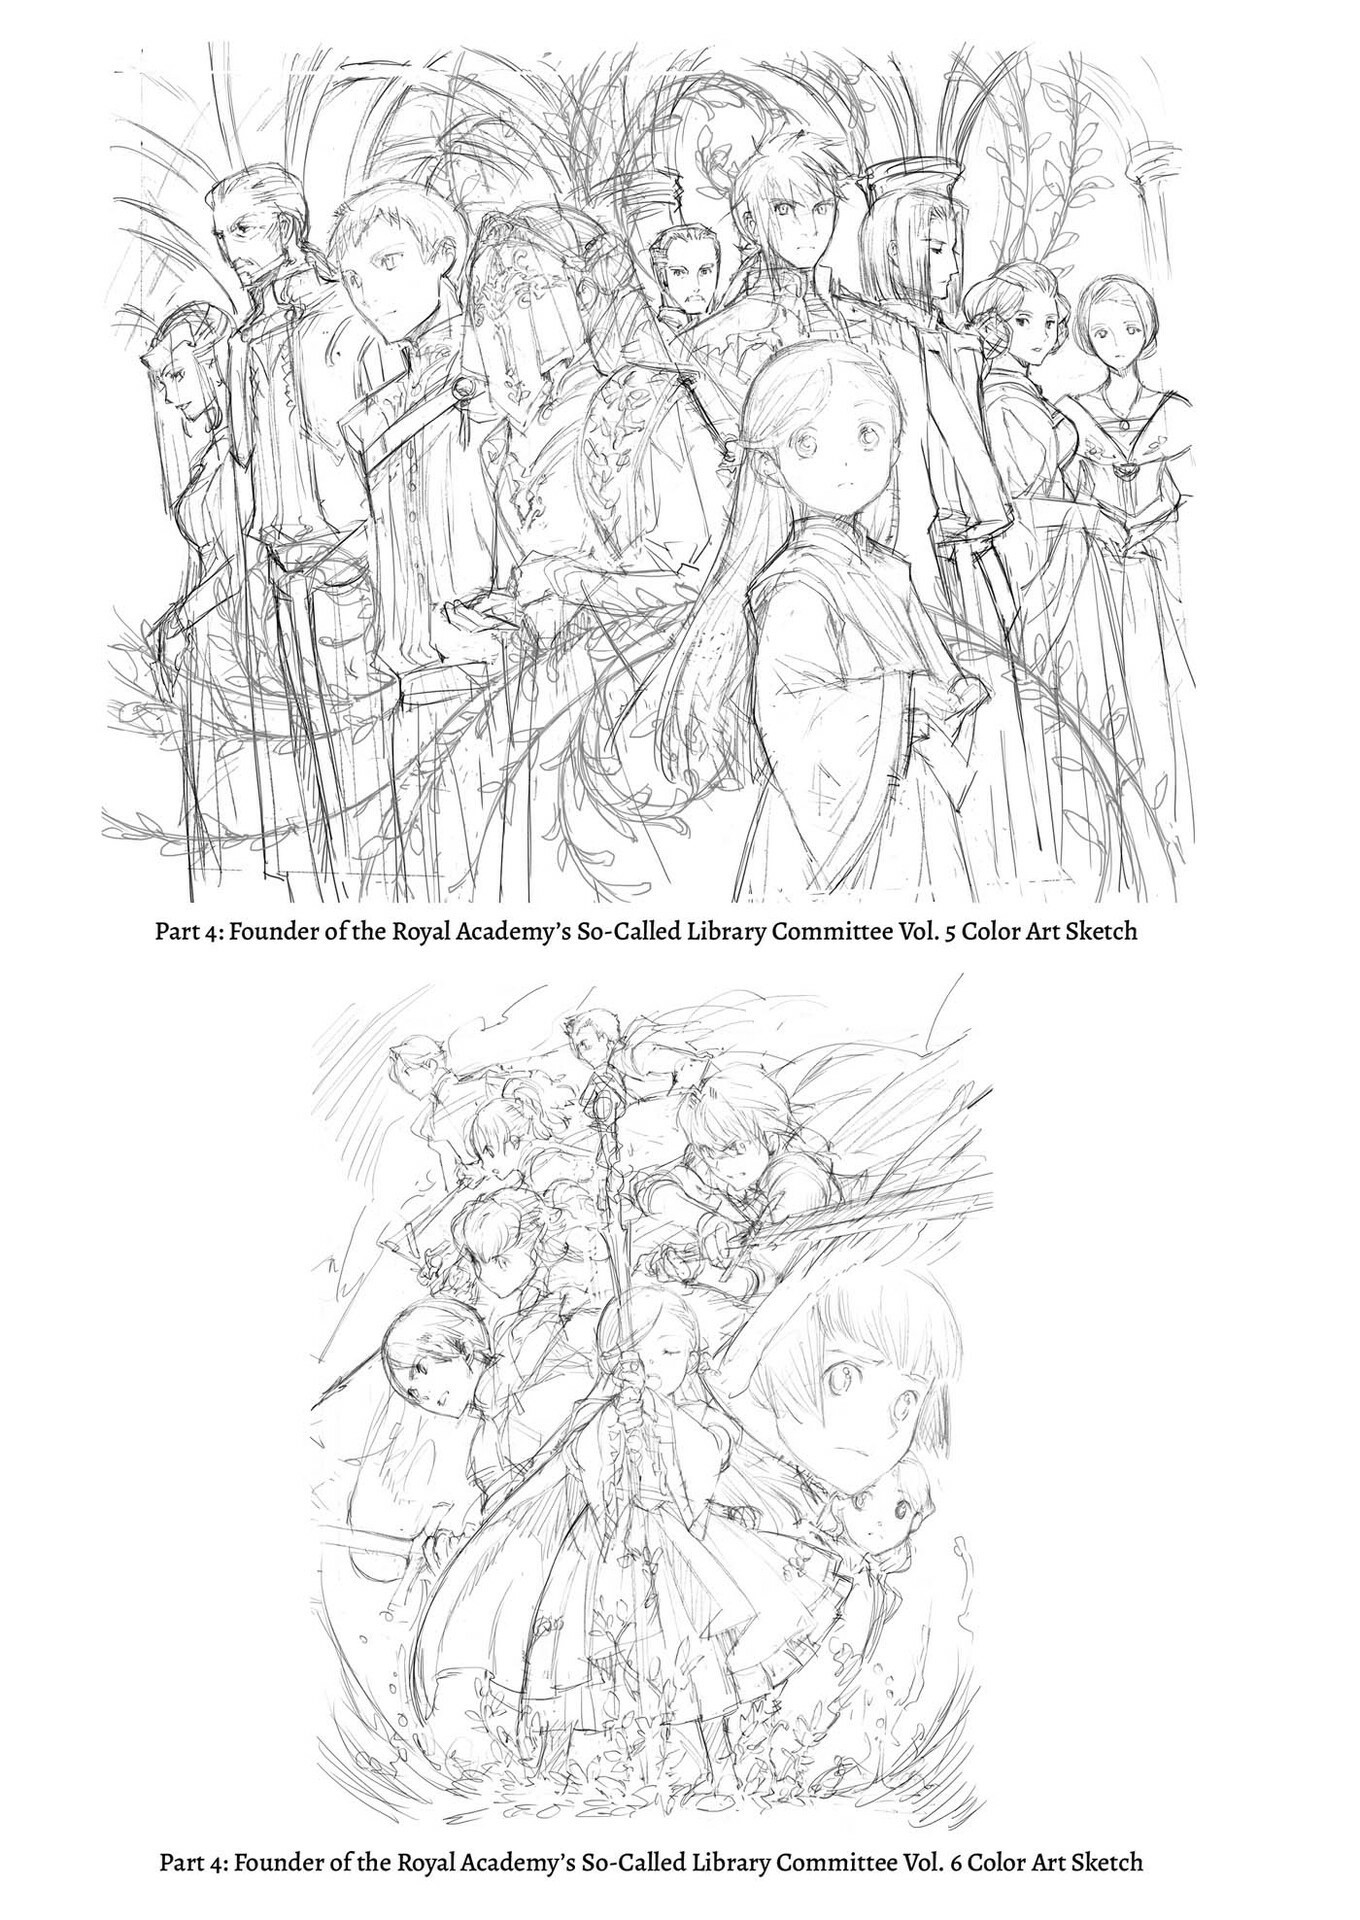 Part 4: Founder of the Royal Academy’s So-Called Library Committee Vol. 5 Color Art Sketch
Part 4: Founder of the Royal Academy’s So-Called Library Committee Vol. 6 Color Art Sketch